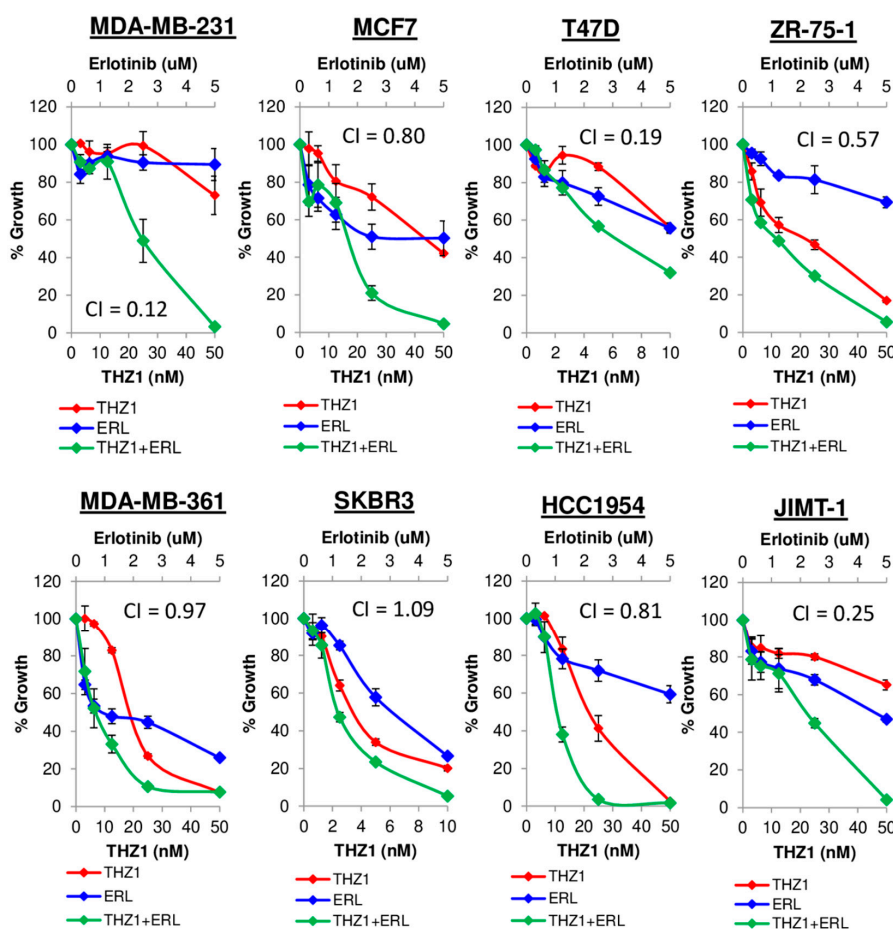 MDA-MB-231
Erlotinib (uM)
0 1 2 3 4 5
120
100
80
60
40
20
0
% Growth
CI = 0.12
0 10 20 30 40 50
THZ1 (nM)
THZ1
ERL
THZ1+ERL
MCF7
Erlotinib (uM)
0 1 2 3 4 5
120
100
80
60
40
20
0
% Growth
CI = 0.80
0 10 20 30 40 50
THZ1 (nM)
THZ1
ERL
THZ1+ERL
T47D
Erlotinib (uM)
0 1 2 3 4 5
120
100
80
60
40
20
0
% Growth
CI = 0.19
0 2 4 6 8 10
THZ1 (nM)
THZ1
ERL
THZ1+ERL
ZR-75-1
Erlotinib (uM)
0 1 2 3 4 5
120
100
80
60
40
20
0
% Growth
CI = 0.57
0 10 20 30 40 50
THZ1 (nM)
THZ1
ERL
THZ1+ERL
MDA-MB-361
Erlotinib (uM)
0 1 2 3 4 5
120
100
80
60
40
20
0
% Growth
CI = 0.97
0 10 20 30 40 50
THZ1 (nM)
THZ1
ERL
THZ1+ERL
SKBR3
Erlotinib (uM)
0 1 2 3 4 5
120
100
80
60
40
20
0
% Growth
CI = 1.09
0 2 4 6 8 10
THZ1 (nM)
THZ1
ERL
THZ1+ERL
HCC1954
Erlotinib (uM)
0 1 2 3 4 5
120
100
80
60
40
20
0
% Growth
CI = 0.81
0 10 20 30 40 50
THZ1 (nM)
THZ1
ERL
THZ1+ERL
JIMT-1
Erlotinib (uM)
0 1 2 3 4 5
120
100
80
60
40
20
0
% Growth
CI = 0.25
0 10 20 30 40 50
THZ1 (nM)
THZ1
ERL
THZ1+ERL